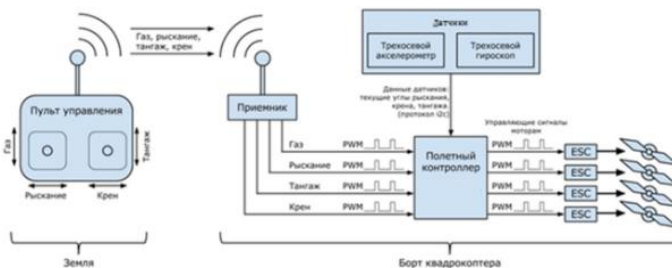 Газ, рыскание,
тангаж, крен
Датчики
Трехосевой
акселерометр
Трехосевой
гироскоп
Пульт управления
Газ
Тангаж
Рыскание
Крен
Приемник
Данные датчиков:
текущие углы рыскания,
крена, тангажа.
(протокол i2c)
Управляющие сигналы
моторам
Газ PWM
Рыскание PWM
Тангаж PWM
Крен PWM
Полетный
контроллер
PWM ESC
PWM ESC
PWM ESC
PWM ESC
Земля
Борт квадрокоптера